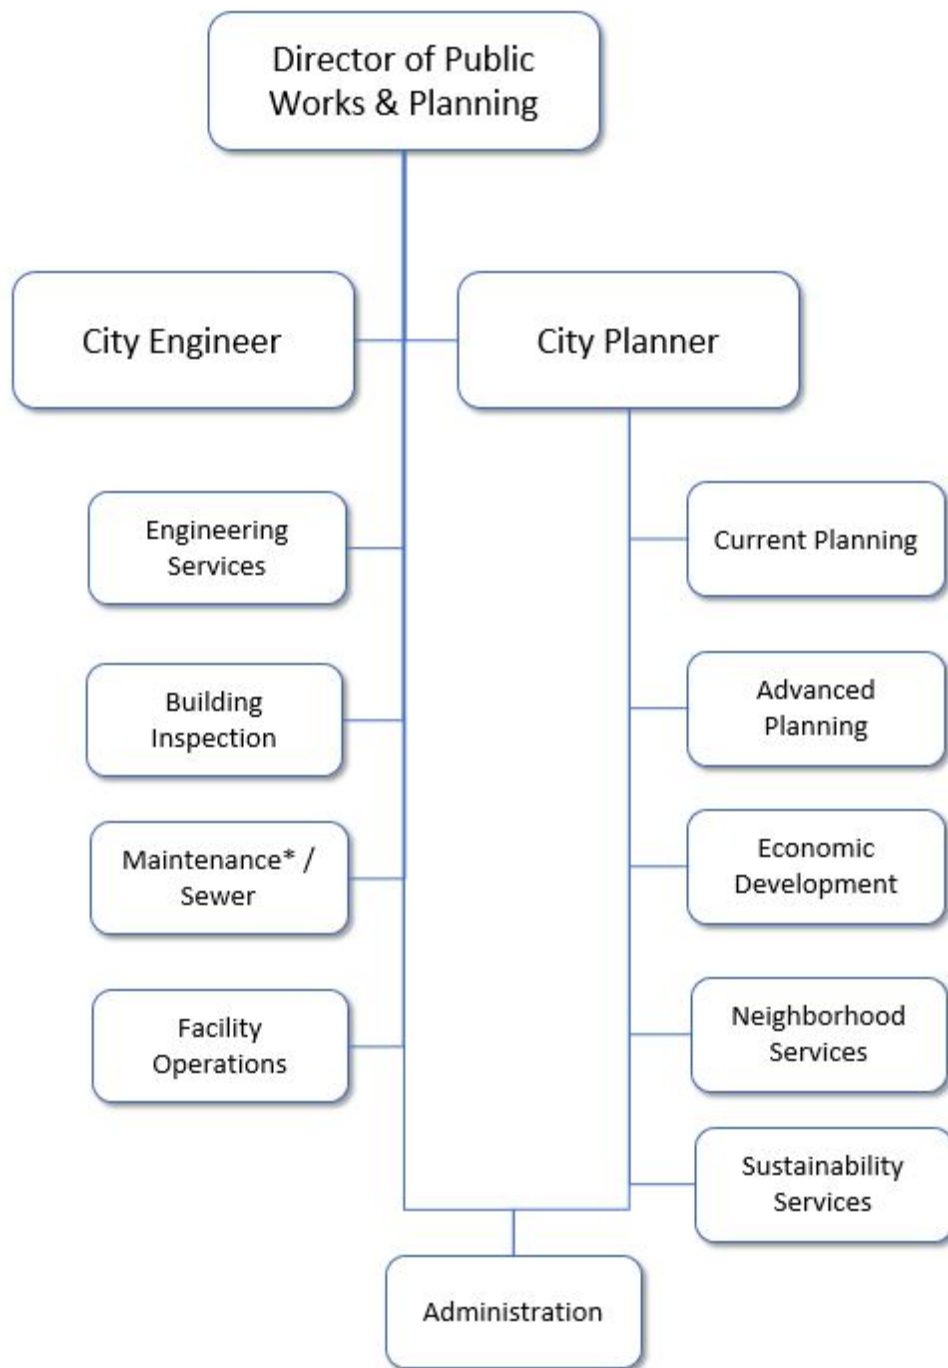 Director of Public
Works & Planning
City Engineer
City Planner
Engineering
Services
Current Planning
Building
Inspection
Advanced
Planning
Maintenance* /
Sewer
Economic
Development
Facility
Operations
Neighborhood
Services
Sustainability
Services
Administration